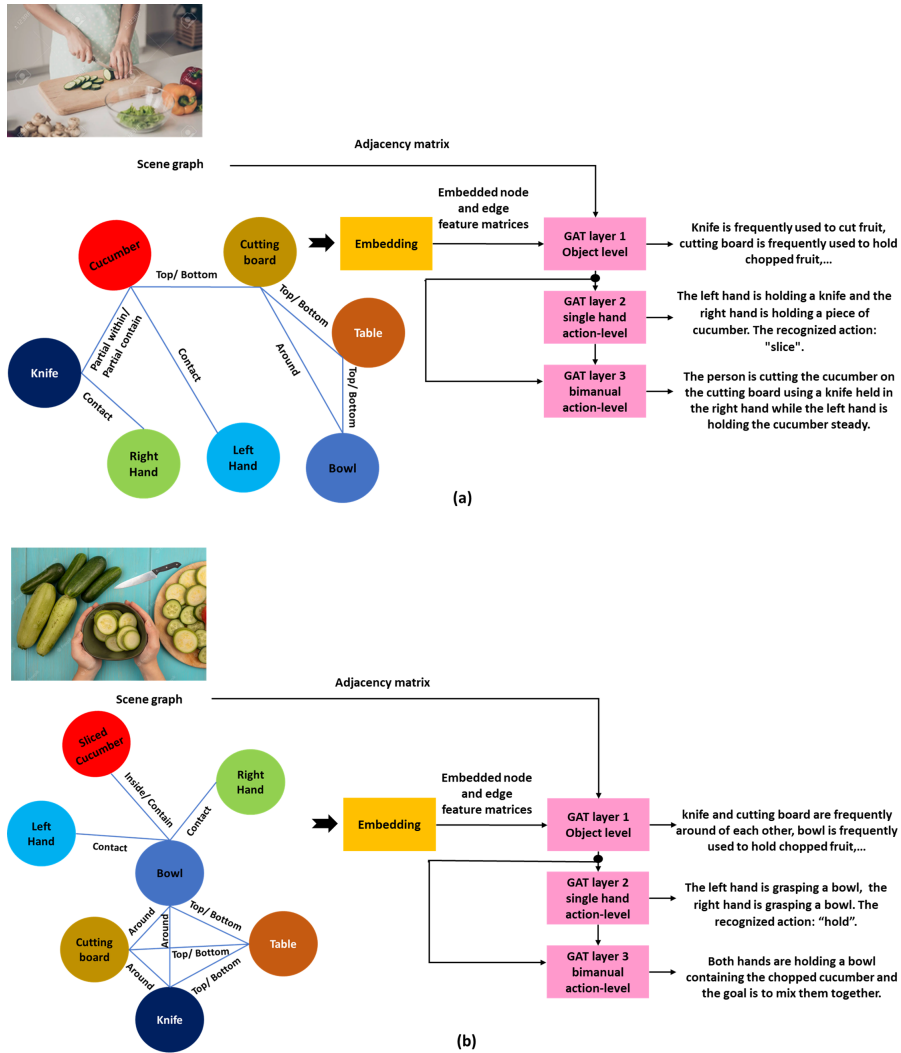 Adjacency matrix
Scene graph
Embedded node
and edge
feature matrices
Cucumber
Cutting
board
Embedding
GAT layer 1
Object level
Knife is frequently used to cut fruit,
cutting board is frequently used to hold
chopped fruit,...
Top/ Bottom
Top/ Bottom
Table
GAT layer 2
single hand
action-level
The left hand is holding a knife and the
right hand is holding a piece of
cucumber. The recognized action:
"slice".
Partial within/
Partial contain
Contact
Around
Top/ Bottom
Knife
Contact
GAT layer 3
bimanual
action-level
The person is cutting the cucumber on
the cutting board using a knife held in
the right hand while the left hand is
holding the cucumber steady.
Right
Hand
Left
Hand
Bowl
(a)
Adjacency matrix
Scene graph
Sliced
Cucumber
Right
Hand
Inside/ Contain
Contact
Left
Hand
Contact
Embedded node
and edge
feature matrices
Embedding
GAT layer 1
Object level
knife and cutting board are frequently
around of each other, bowl is frequently
used to hold chopped fruit,...
Bowl
GAT layer 2
single hand
action-level
The left hand is grasping a bowl,  the
right hand is grasping a bowl. The
recognized action: “hold”.
Around
Around
Top/ Bottom
Cutting
board
Top/ Bottom
Table
Around
Top/ Bottom
GAT layer 3
bimanual
action-level
Both hands are holding a bowl
containing the chopped cucumber and
the goal is to mix them together.
Knife
(b)